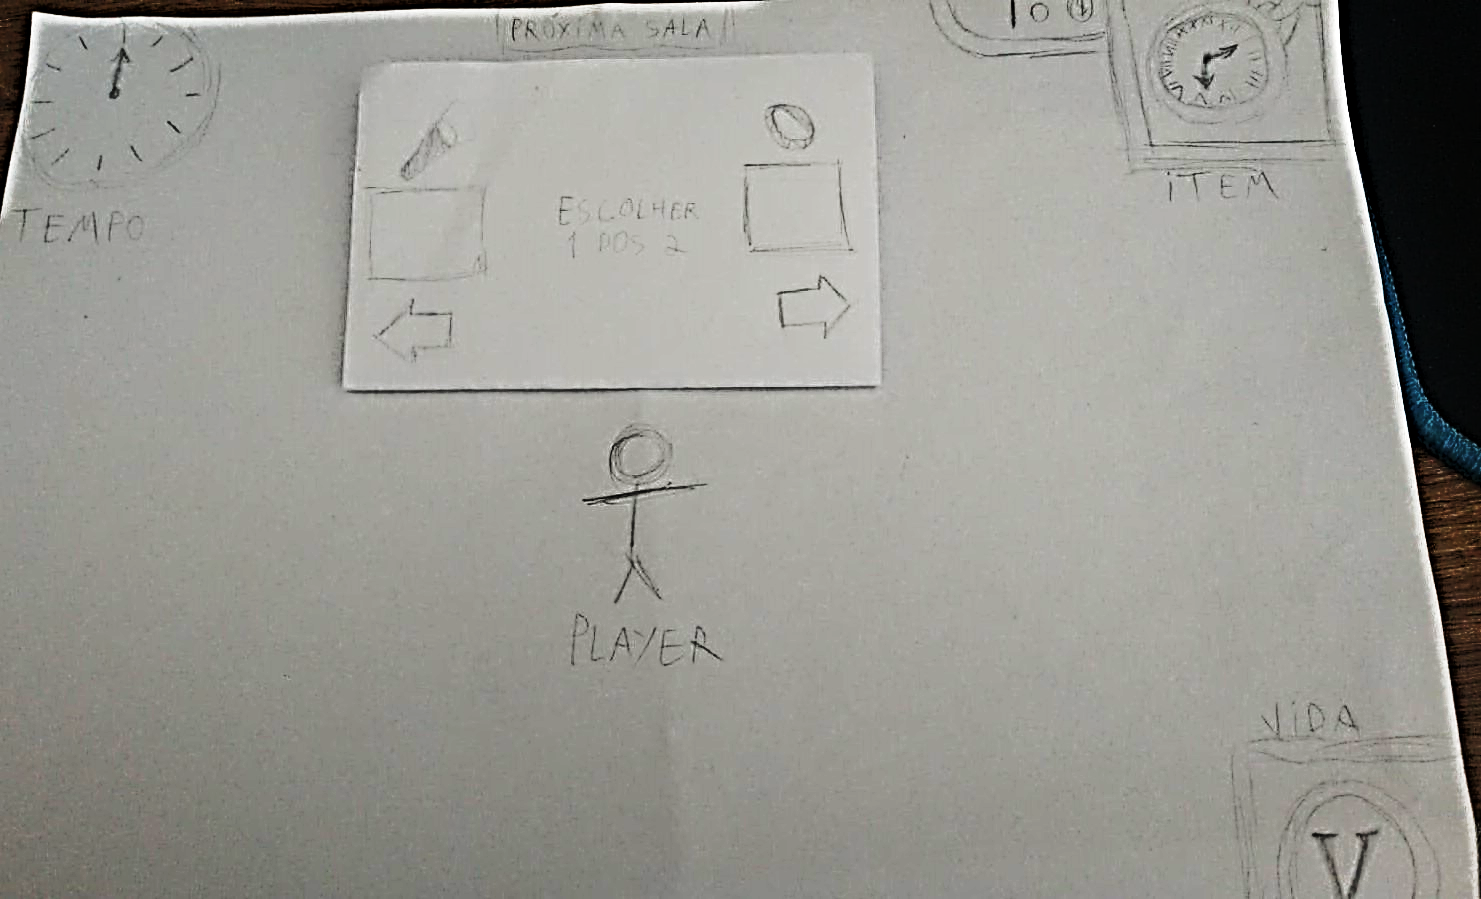 PRÓXIMA SALA
TEMPO
ITEM
ESCOLHER
1 DOS 2
PLAYER
VIDA
V